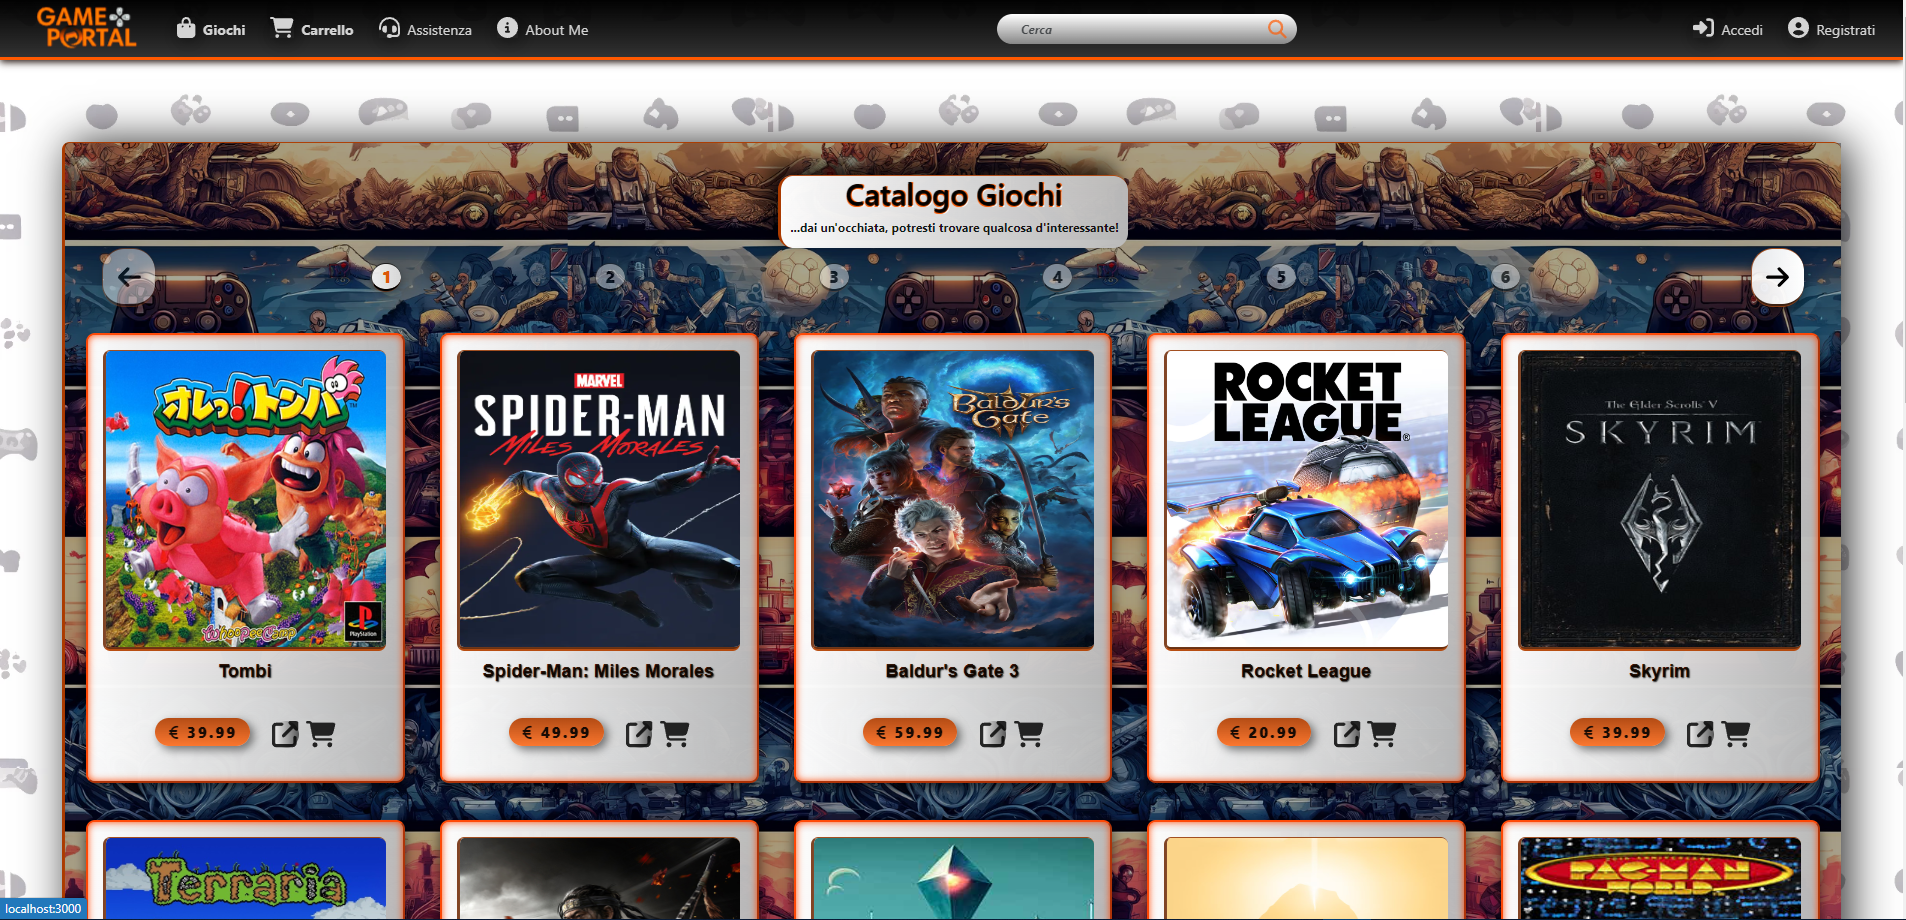 GAME
PORTAL
Giochi
Carrello
Assistenza
About Me
Cerca
Accedi
Registrati
Catalogo Giochi
...dai un'occhiata, potresti trovare qualcosa d'interessante!
1
2
3
4
5
6
オレっ!トンバ
TM
WhoopeeCamp
PlayStation
Tombi
€ 39.99
MARVEL
SPIDER-MAN
MILES MORALES
Spider-Man: Miles Morales
€ 49.99
Baldur's
Gate
Baldur's Gate 3
€ 59.99
ROCKET
LEAGUE®
Rocket League
€ 20.99
The Elder Scrolls V
SKYRIM
Skyrim
€ 39.99
Terraria
PAC-MAN
WORLD
localhost:3000